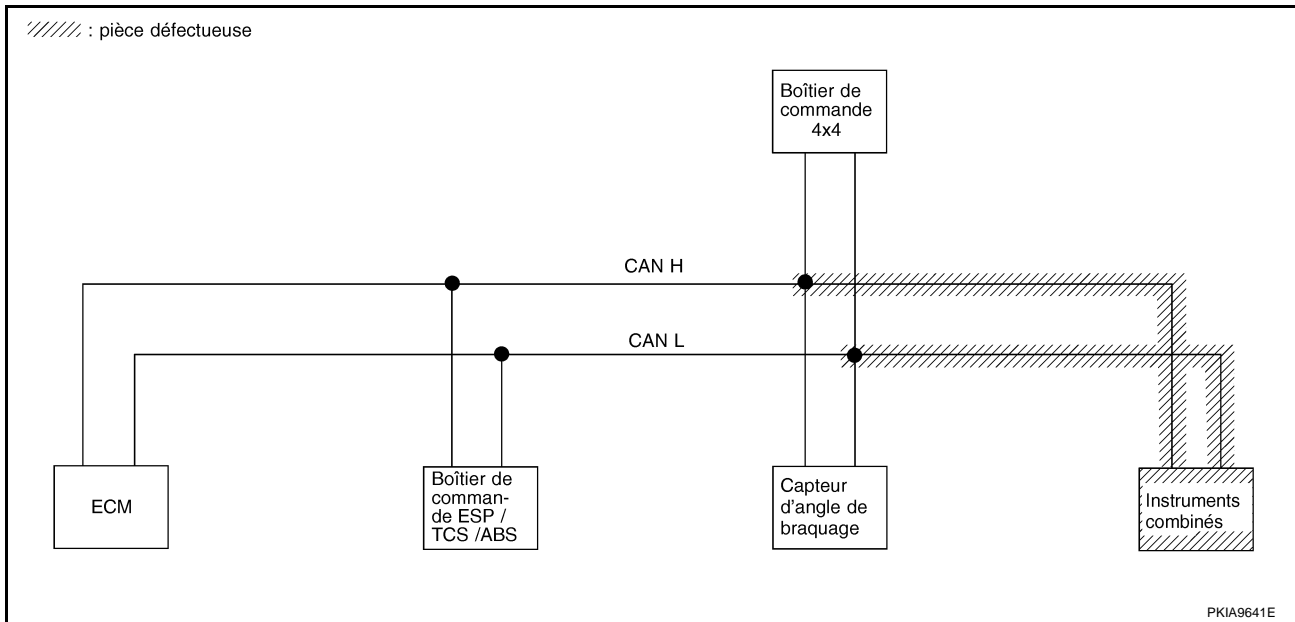 : pièce défectueuse
Boîtier de
commande
4x4
CAN H
CAN L
ECM
Boîtier de
comman-
de ESP /
TCS /ABS
Capteur
d'angle de
braquage
Instruments
combinés
PKIA9641E